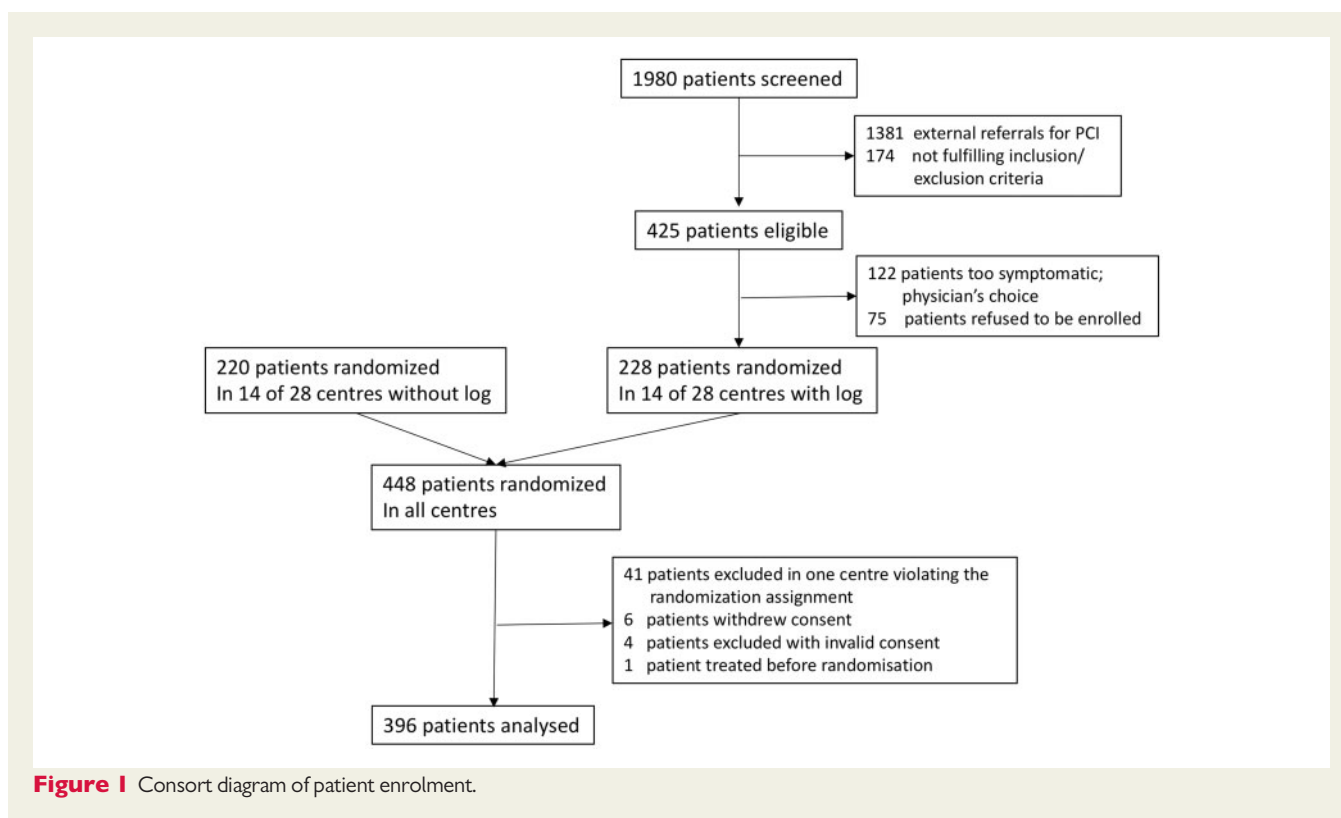 1980 patients screened
1381 external referrals for PCI
174 not fulfilling inclusion/
exclusion criteria
425 patients eligible
122 patients too symptomatic;
physician's choice
75 patients refused to be enrolled
220 patients randomized
In 14 of 28 centres without log
228 patients randomized
In 14 of 28 centres with log
448 patients randomized
In all centres
41 patients excluded in one centre violating the
randomization assignment
6 patients withdrew consent
4 patients excluded with invalid consent
1 patient treated before randomisation
396 patients analysed
Figure 1 Consort diagram of patient enrolment.